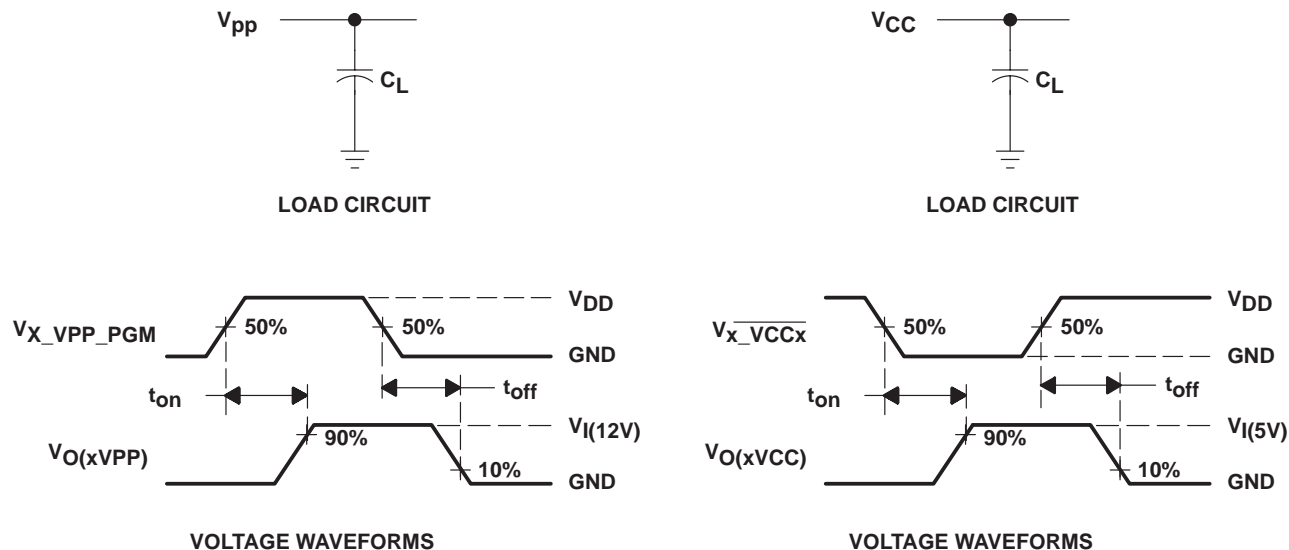 Vpp
CL
LOAD CIRCUIT
VCC
CL
LOAD CIRCUIT
VX_VPP_PGM
50%
50%
VDD
GND
ton
toff
VO(xVPP)
90%
10%
VI(12V)
GND
VOLTAGE WAVEFORMS
Vx_VCCx
50%
50%
VDD
GND
ton
toff
VO(xVCC)
90%
10%
VI(5V)
GND
VOLTAGE WAVEFORMS